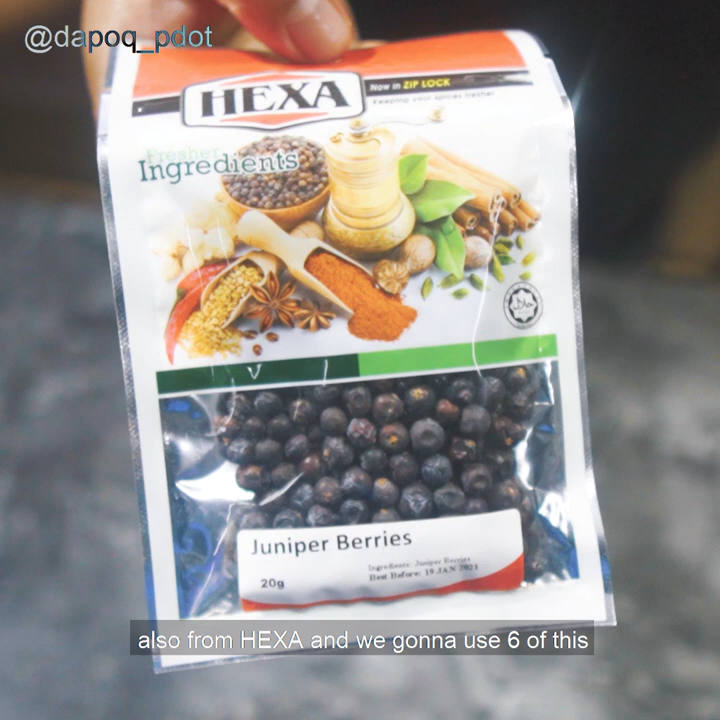 @dapoq_pdot
HEXA
Now in ZIP LOCK
Keeping your spices fresher
Fresher
Ingredients
حلال
Juniper Berries
20g
Ingredients: Juniper Berries
Best Before: 19 JAN 2021
also from HEXA and we gonna use 6 of this